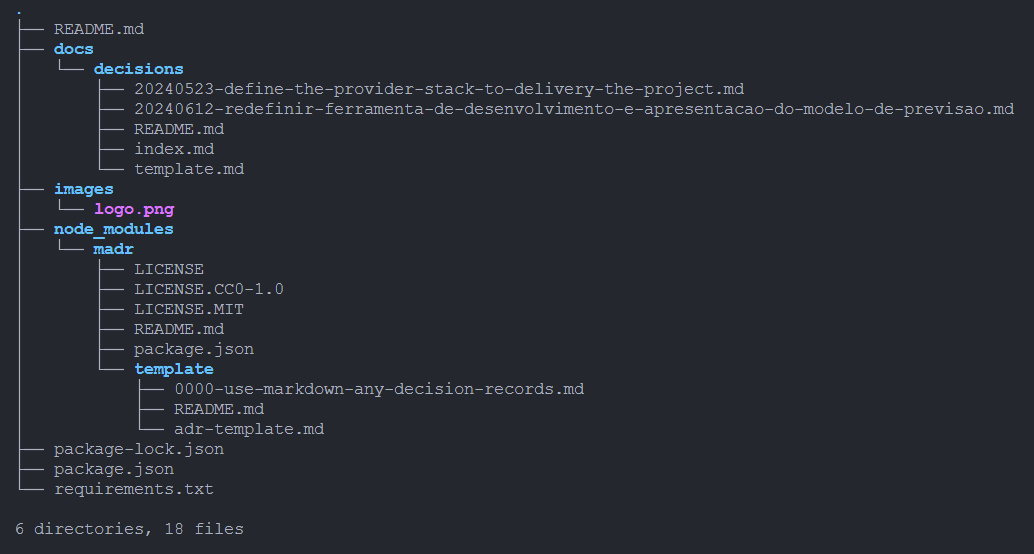 .
├── README.md
├── docs
│   └── decisions
│       ├── 20240523-define-the-provider-stack-to-delivery-the-project.md
│       ├── 20240612-redefinir-ferramenta-de-desenvolvimento-e-apresentacao-do-modelo-de-previsao.md
│       ├── README.md
│       ├── index.md
│       └── template.md
├── images
│   └── logo.png
├── node_modules
│   └── madr
│       ├── LICENSE
│       ├── LICENSE.CC0-1.0
│       ├── LICENSE.MIT
│       ├── README.md
│       ├── package.json
│       └── template
│           ├── 0000-use-markdown-any-decision-records.md
│           ├── README.md
│           └── adr-template.md
├── package-lock.json
├── package.json
└── requirements.txt

6 directories, 18 files